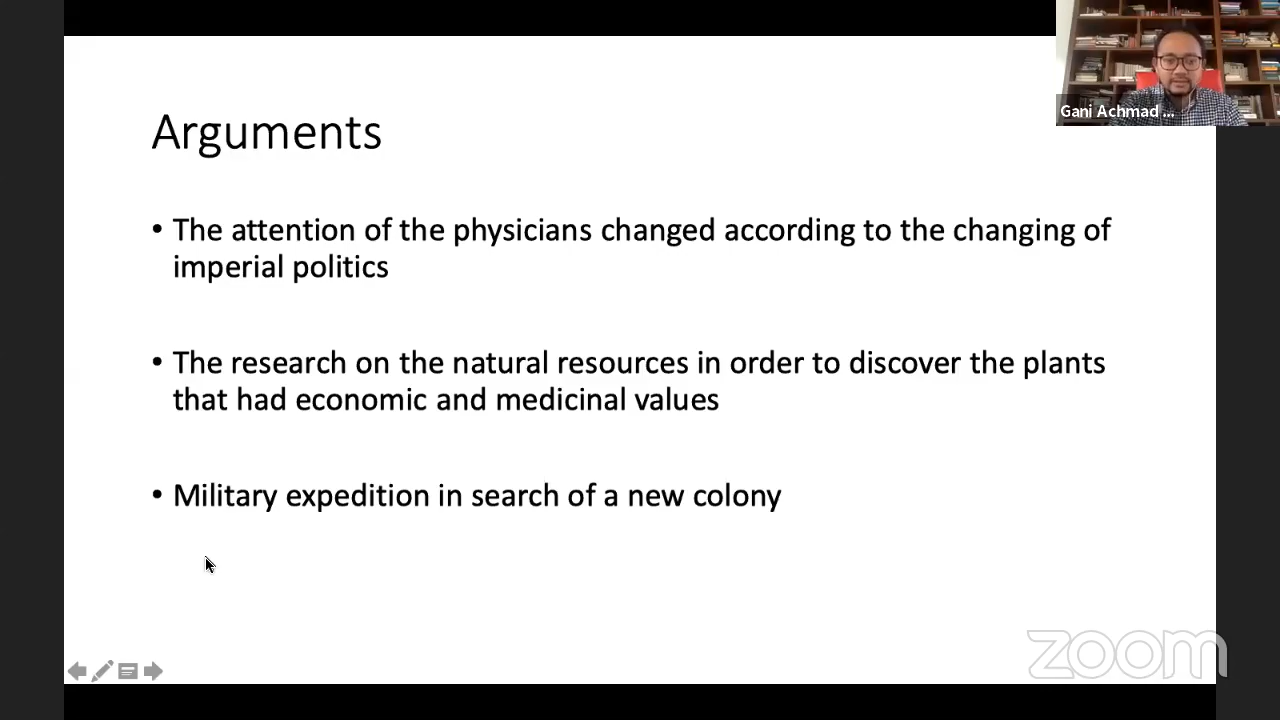 Gani Achmad ...
Arguments
• The attention of the physicians changed according to the changing of
imperial politics
• The research on the natural resources in order to discover the plants
that had economic and medicinal values
• Military expedition in search of a new colony
zoom